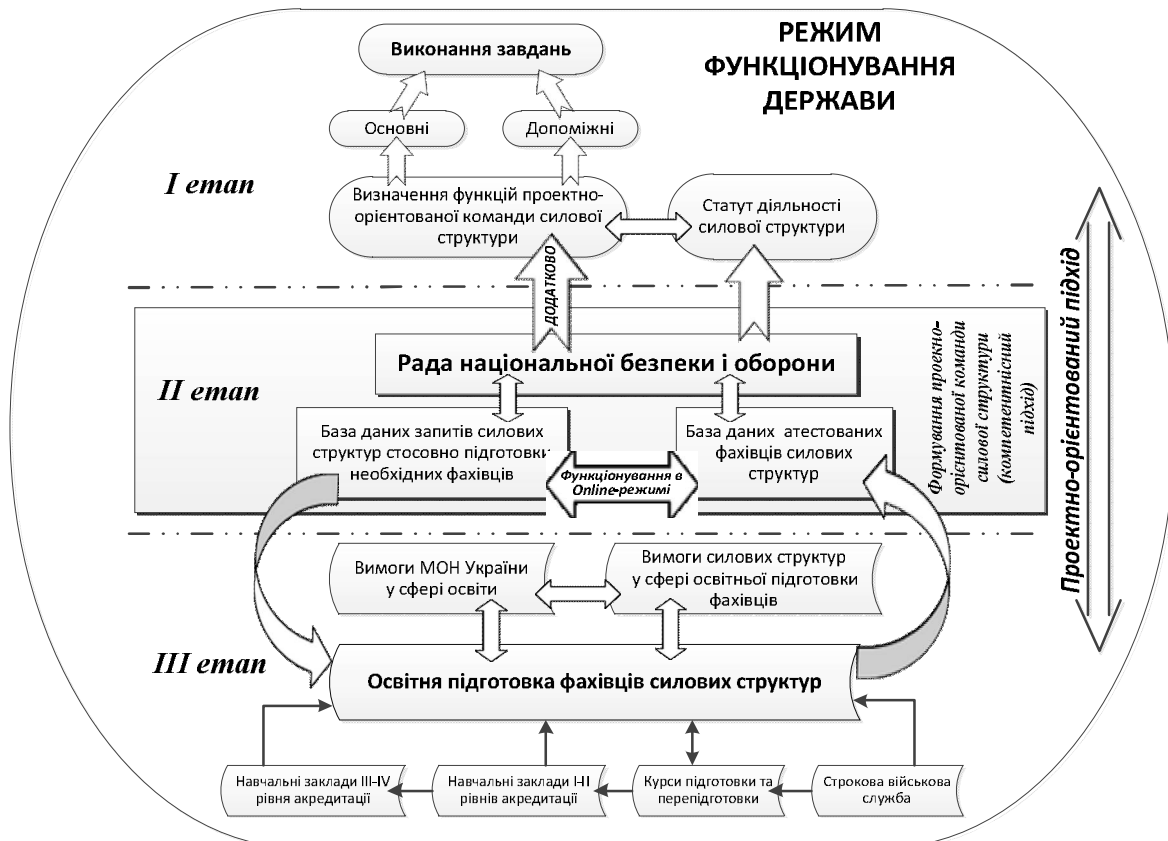 РЕЖИМ
ФУНКЦІОНУВАННЯ
ДЕРЖАВИ
Виконання завдань
Основні
Допоміжні
I етап
Визначення функцій проектно-
орієнтованої команди силової
структури
Статут діяльності
силової структури
ДОДАТКОВО
Проектно-орієнтований підхід
II етап
Рада національної безпеки і оборони
База даних запитів силових
структур стосовно підготовки
необхідних фахівців
База даних атестованих
фахівців силових
структур
Функціонування в
Online-режимі
Формування проекно-
орієнтованої команди
силової структури
(компетентнісний
підхід)
Вимоги МОН України
у сфері освіти
Вимоги силових структур
у сфері освітньої підготовки
фахівців
III етап
Освітня підготовка фахівців силових структур
Навчальні заклади III-IV
рівня акредитації
Навчальні заклади I-II
рівнів акредитації
Курси підготовки та
перепідготовки
Строкова військова
служба